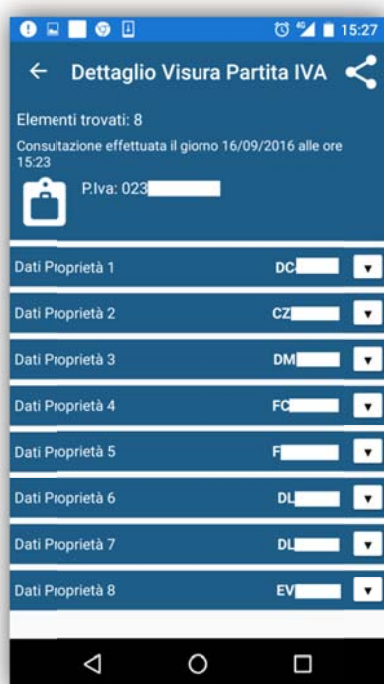 15:27
Dettaglio Visura Partita IVA
Elementi trovati: 8
Consultazione effettuata il giorno 16/09/2016 alle ore
15:23
P.Iva: 023
Dati Proprietà 1 DC
Dati Proprietà 2 CZ
Dati Proprietà 3 DM
Dati Proprietà 4 FC
Dati Proprietà 5 F
Dati Proprietà 6 DL
Dati Proprietà 7 DL
Dati Proprietà 8 EV